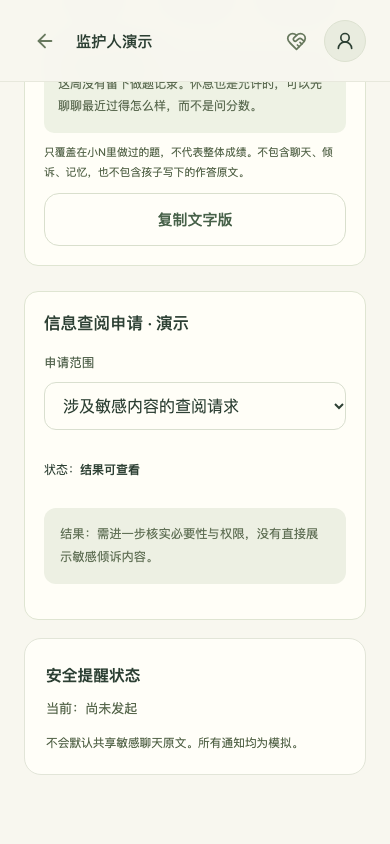 监护人演示
这周没有留下做题记录。休息也是允许的，可以先
聊聊最近过得怎么样，而不是问分数。
只覆盖在小N里做过的题，不代表整体成绩。不包含聊天、倾
诉、记忆，也不包含孩子写下的作答原文。
复制文字版
信息查阅申请 · 演示
申请范围
涉及敏感内容的查阅请求
状态：结果可查看
结果：需进一步核实必要性与权限，没有直接展
示敏感倾诉内容。
安全提醒状态
当前：尚未发起
不会默认共享敏感聊天原文。所有通知均为模拟。